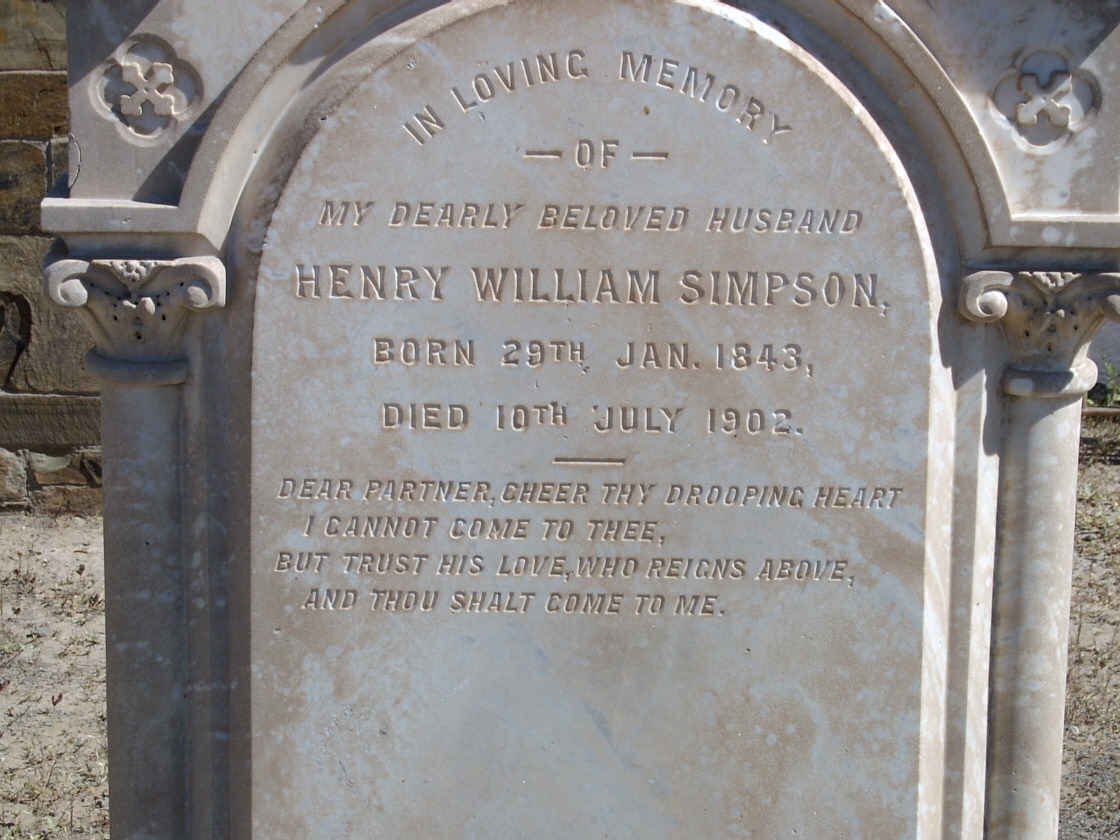 IN LOVING MEMORY
— OF —
MY DEARLY BELOVED HUSBAND
HENRY WILLIAM SIMPSON,
BORN 29TH JAN. 1843,
DIED 10TH JULY 1902.
DEAR PARTNER, CHEER THY DROOPING HEART
I CANNOT COME TO THEE,
BUT TRUST HIS LOVE, WHO REIGNS ABOVE,
AND THOU SHALT COME TO ME.